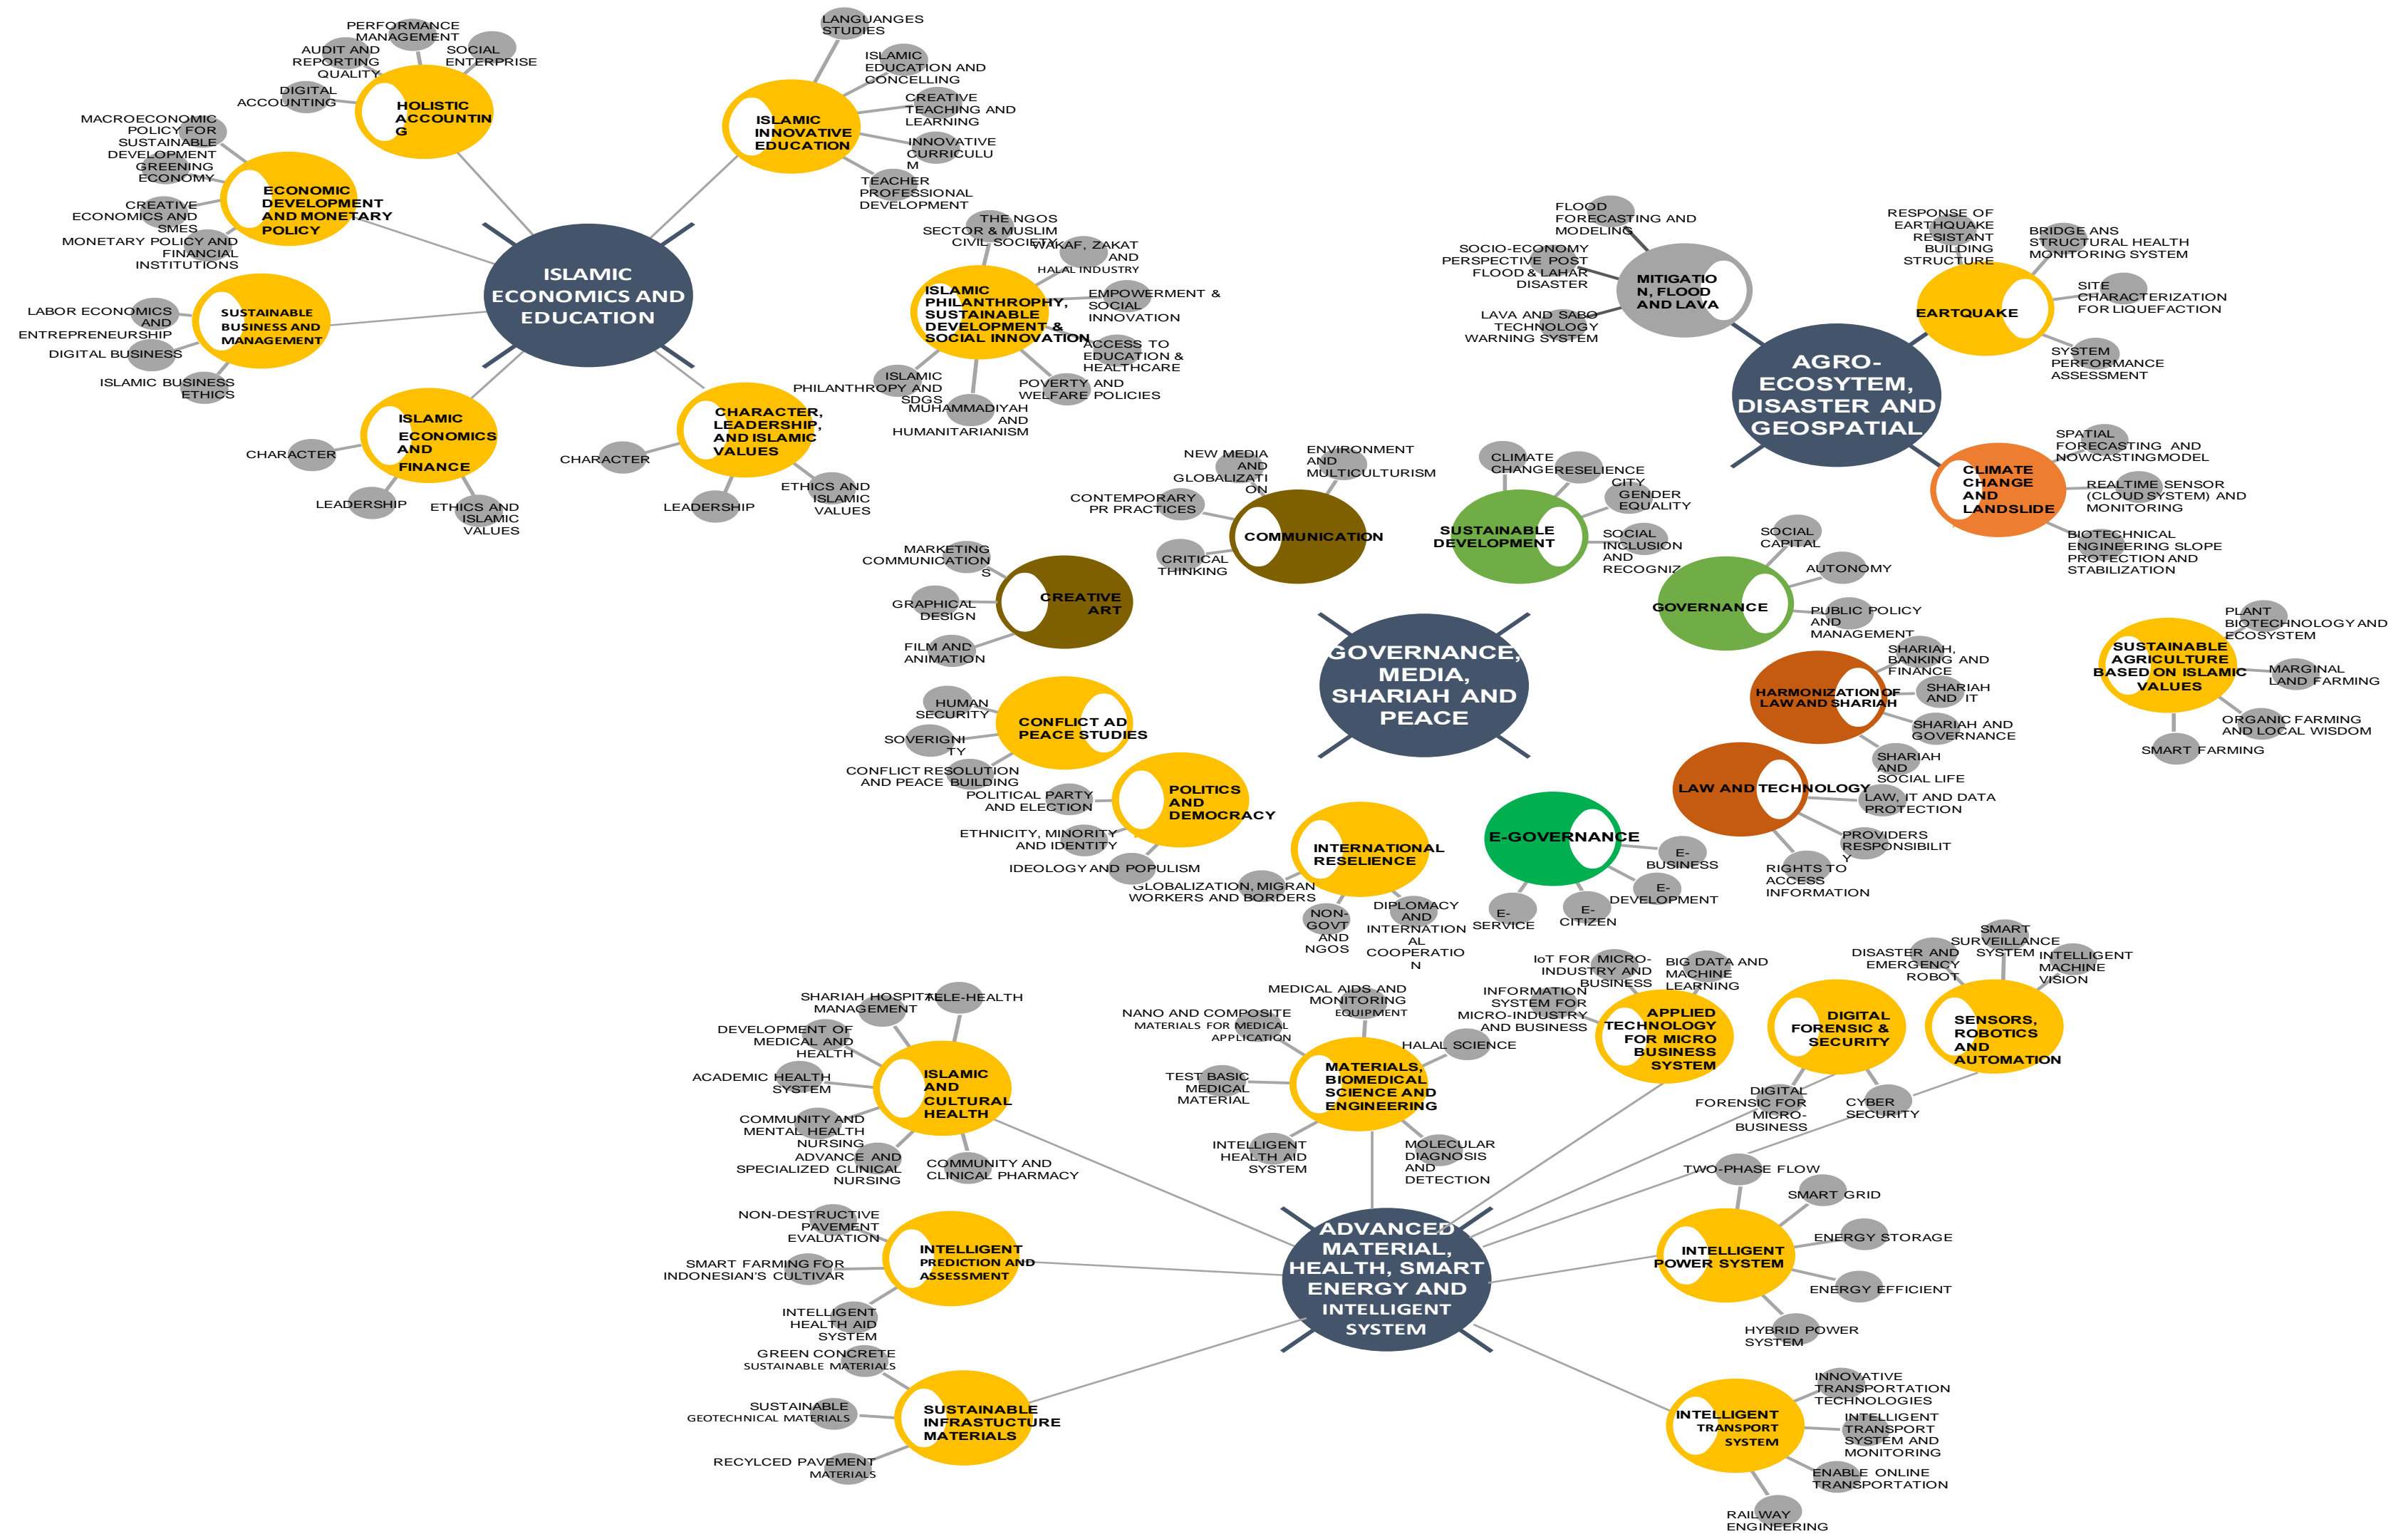 PERFORMANCE
MANAGEMENT
AUDIT AND
REPORTING
QUALITY
SOCIAL
ENTERPRISE
DIGITAL
ACCOUNTING
HOLISTIC
ACCOUNTIN
G
MACROECONOMIC
POLICY FOR
SUSTAINABLE
DEVELOPMENT
GREENING
ECONOMY
CREATIVE
ECONOMICS AND
SMES
MONETARY POLICY AND
FINANCIAL
INSTITUTIONS
ECONOMIC
DEVELOPMENT
AND MONETARY
POLICY
LABOR ECONOMICS
AND
ENTREPRENEURSHIP
DIGITAL BUSINESS
ISLAMIC BUSINESS
ETHICS
SUSTAINABLE
BUSINESS AND
MANAGEMENT
ISLAMIC
ECONOMICS AND
EDUCATION
ISLAMIC
ECONOMICS
AND
FINANCE
CHARACTER
LEADERSHIP
ETHICS AND
ISLAMIC
VALUES
CHARACTER,
LEADERSHIP,
AND ISLAMIC
VALUES
CHARACTER
LEADERSHIP
ETHICS AND
ISLAMIC
VALUES
LANGUANGES
STUDIES
ISLAMIC
EDUCATION AND
CONCELLING
CREATIVE
TEACHING AND
LEARNING
INNOVATIVE
CURRICULU
M
TEACHER
PROFESSIONAL
DEVELOPMENT
ISLAMIC
INNOVATIVE
EDUCATION
THE NGOS
SECTOR & MUSLIM
CIVIL SOCIETY
WAKAF, ZAKAT
AND
HALAL INDUSTRY
EMPOWERMENT &
SOCIAL
INNOVATION
ACCESS TO
EDUCATION &
HEALTHCARE
POVERTY AND
WELFARE POLICIES
MUHAMMADIYAH
AND
HUMANITARIANISM
ISLAMIC
PHILANTHROPY AND
SDGS
ISLAMIC
PHILANTHROPHY,
SUSTAINABLE
DEVELOPMENT &
SOCIAL INNOVATION
FLOOD
FORECASTING AND
MODELING
SOCIO-ECONOMY
PERSPECTIVE POST
FLOOD & LAHAR
DISASTER
LAVA AND SABO
TECHNOLOGY
WARNING SYSTEM
MITIGATIO
N, FLOOD
AND LAVA
RESPONSE OF
EARTHQUAKE
RESISTANT
BUILDING
STRUCTURE
BRIDGE ANS
STRUCTURAL HEALTH
MONITORING SYSTEM
SITE
CHARACTERIZATION
FOR LIQUEFACTION
SYSTEM
PERFORMANCE
ASSESSMENT
EARTQUAKE
AGRO-
ECOSYTEM,
DISASTER AND
GEOSPATIAL
CLIMATE
CHANGE
AND
LANDSLIDE
SPATIAL
FORECASTING AND
NOWCASTINGMODEL
REALTIME SENSOR
(CLOUD SYSTEM) AND
MONITORING
BIOTECHNICAL
ENGINEERING SLOPE
PROTECTION AND
STABILIZATION
SUSTAINABLE
AGRICULTURE
BASED ON ISLAMIC
VALUES
PLANT
BIOTECHNOLOGY AND
ECOSYSTEM
MARGINAL
LAND FARMING
ORGANIC FARMING
AND LOCAL WISDOM
SMART FARMING
NEW MEDIA
AND
GLOBALIZATI
ON
ENVIRONMENT
AND
MULTICULTURISM
CONTEMPORARY
PR PRACTICES
CRITICAL
THINKING
COMMUNICATION
CLIMATE
CHANGE
RESELIENCE
CITY
GENDER
EQUALITY
SOCIAL
INCLUSION
AND
RECOGNIZ
SUSTAINABLE
DEVELOPMENT
SOCIAL
CAPITAL
AUTONOMY
PUBLIC POLICY
AND
MANAGEMENT
GOVERNANCE
MARKETING
COMMUNICATION
S
GRAPHICAL
DESIGN
FILM AND
ANIMATION
CREATIVE
ART
GOVERNANCE,
MEDIA,
SHARIAH AND
PEACE
SHARIAH,
BANKING AND
FINANCE
SHARIAH
AND IT
SHARIAH AND
GOVERNANCE
SHARIAH
AND
SOCIAL LIFE
HARMONIZATION OF
LAW AND SHARIAH
LAW AND TECHNOLOGY
LAW, IT AND DATA
PROTECTION
PROVIDERS
RESPONSIBILIT
Y
RIGHTS TO
ACCESS
INFORMATION
HUMAN
SECURITY
SOVERIGNI
TY
CONFLICT RESOLUTION
AND PEACE BUILDING
CONFLICT AD
PEACE STUDIES
POLITICAL PARTY
AND ELECTION
ETHNICITY, MINORITY
AND IDENTITY
IDEOLOGY AND POPULISM
POLITICS
AND
DEMOCRACY
INTERNATIONAL
RESELIENCE
GLOBALIZATION, MIGRAN
WORKERS AND BORDERS
NON-
GOVT
AND
NGOS
DIPLOMACY
AND
INTERNATION
AL
COOPERATIO
N
E-GOVERNANCE
E-
BUSINESS
E-
DEVELOPMENT
E-
CITIZEN
E-
SERVICE
SHARIAH HOSPITAL
MANAGEMENT
TELE-HEALTH
DEVELOPMENT OF
MEDICAL AND
HEALTH
ACADEMIC HEALTH
SYSTEM
COMMUNITY AND
MENTAL HEALTH
NURSING
ADVANCE AND
SPECIALIZED CLINICAL
NURSING
COMMUNITY AND
CLINICAL PHARMACY
ISLAMIC
AND
CULTURAL
HEALTH
MEDICAL AIDS AND
MONITORING
EQUIPMENT
NANO AND COMPOSITE
MATERIALS FOR MEDICAL
APPLICATION
HALAL SCIENCE
TEST BASIC
MEDICAL
MATERIAL
INTELLIGENT
HEALTH AID
SYSTEM
MOLECULAR
DIAGNOSIS
AND
DETECTION
MATERIALS,
BIOMEDICAL
SCIENCE AND
ENGINEERING
IoT FOR MICRO-
INDUSTRY AND
BUSINESS
BIG DATA AND
MACHINE
LEARNING
INFORMATION
SYSTEM FOR
MICRO-INDUSTRY
AND BUSINESS
APPLIED
TECHNOLOGY
FOR MICRO
BUSINESS
SYSTEM
DIGITAL
FORENSIC &
SECURITY
DIGITAL
FORENSIC FOR
MICRO-
BUSINESS
CYBER
SECURITY
DISASTER AND
EMERGENCY
ROBOT
SMART
SURVEILLANCE
SYSTEM
INTELLIGENT
MACHINE
VISION
SENSORS,
ROBOTICS
AND
AUTOMATION
NON-DESTRUCTIVE
PAVEMENT
EVALUATION
SMART FARMING FOR
INDONESIAN'S CULTIVAR
INTELLIGENT
HEALTH AID
SYSTEM
INTELLIGENT
PREDICTION AND
ASSESSMENT
ADVANCED
MATERIAL,
HEALTH, SMART
ENERGY AND
INTELLIGENT
SYSTEM
TWO-PHASE FLOW
SMART GRID
ENERGY STORAGE
ENERGY EFFICIENT
HYBRID POWER
SYSTEM
INTELLIGENT
POWER SYSTEM
GREEN CONCRETE
SUSTAINABLE MATERIALS
SUSTAINABLE
GEOTECHNICAL MATERIALS
RECYLCED PAVEMENT
MATERIALS
SUSTAINABLE
INFRASTUCTURE
MATERIALS
INTELLIGENT
TRANSPORT
SYSTEM
INNOVATIVE
TRANSPORTATION
TECHNOLOGIES
INTELLIGENT
TRANSPORT
SYSTEM AND
MONITORING
ENABLE ONLINE
TRANSPORTATION
RAILWAY
ENGINEERING